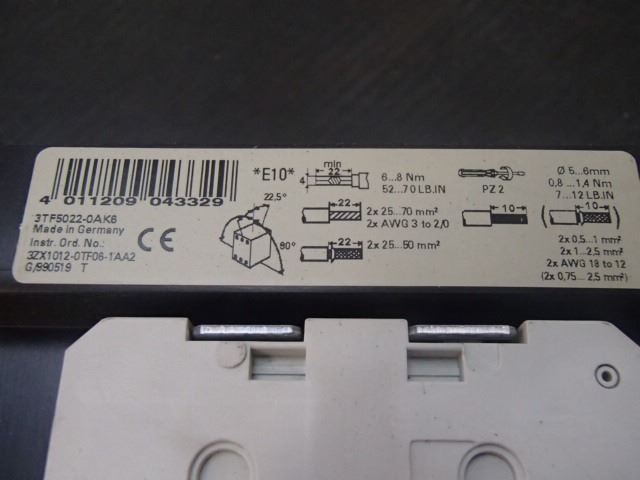 4 011209 043329
*E10*
3TF5022-0AK6
Made in Germany
Instr. Ord. No.:
3ZX1012-0TF06-1AA2
G/990519 T
CE
22,5°
90°
min
22
4
6...8 Nm
52...70 LB.IN
22
2x 25...70 mm²
2x AWG 3 to 2/0
22
2x 25...50 mm²
PZ 2
Ø 5...6mm
0,8...1,4 Nm
7...12 LB.IN
10
10
2x 0,5...1 mm²
2x 1...2,5 mm²
2x AWG 18 to 12
(2x 0,75...2,5 mm²)